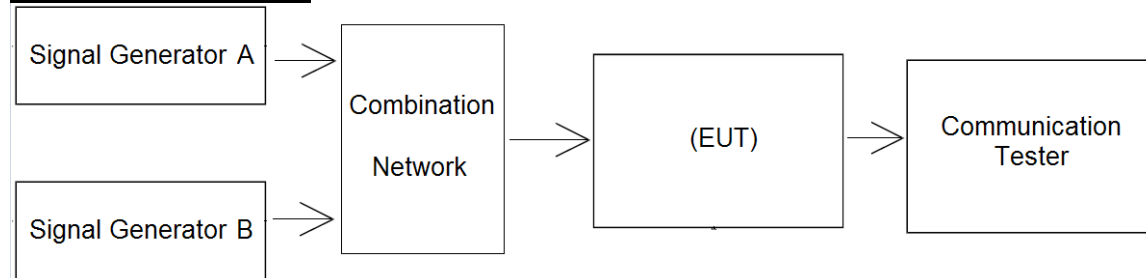 Signal Generator A
Combination
Network
(EUT)
Communication
Tester
Signal Generator B